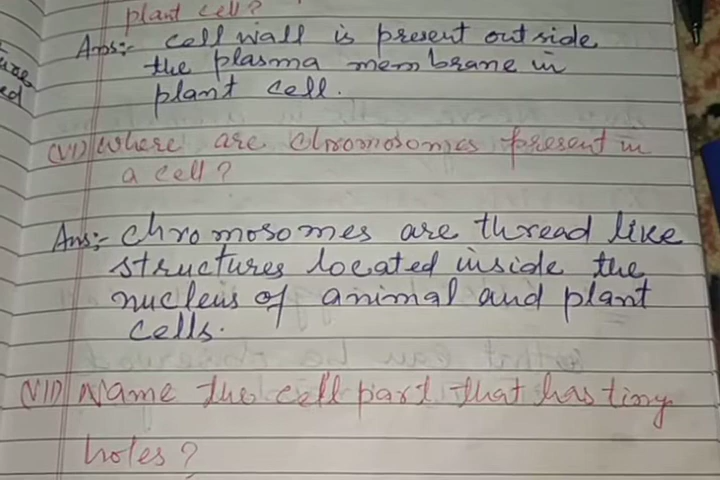 plant cell?
Ans:- cell wall is present outside
the plasma membrane in
plant cell.
(VI) Where are chromosomes present in
a cell?
Ans:- chromosomes are thread like
structures located inside the
nucleus of animal and plant
cells.
(VII) Name the cell part that has tiny
holes?